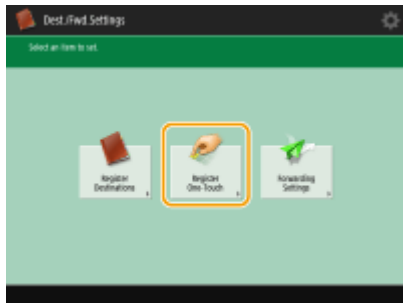 Dest./Fwd. Settings
Select an item to set.
Register
Destinations
Register
One-Touch
Forwarding
Settings